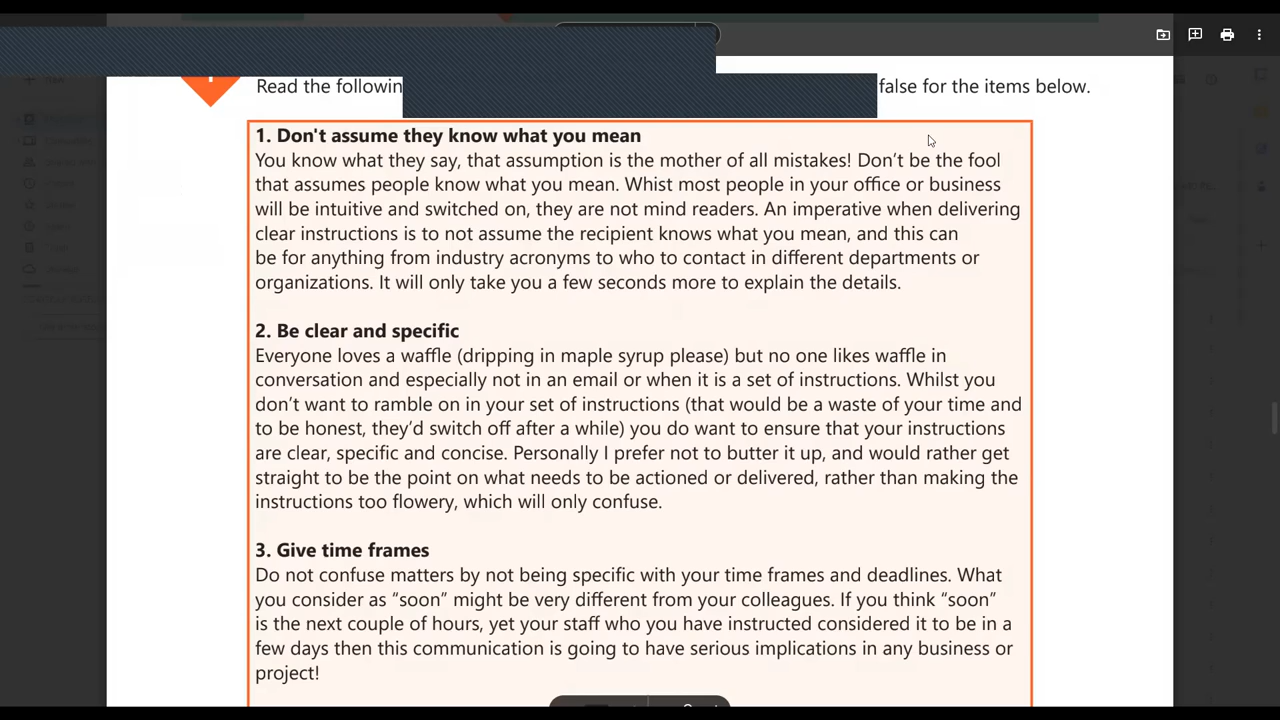 Read the followin
false for the items below.
1. Don't assume they know what you mean
You know what they say, that assumption is the mother of all mistakes! Don’t be the fool
that assumes people know what you mean. Whist most people in your office or business
will be intuitive and switched on, they are not mind readers. An imperative when delivering
clear instructions is to not assume the recipient knows what you mean, and this can
be for anything from industry acronyms to who to contact in different departments or
organizations. It will only take you a few seconds more to explain the details.
2. Be clear and specific
Everyone loves a waffle (dripping in maple syrup please) but no one likes waffle in
conversation and especially not in an email or when it is a set of instructions. Whilst you
don’t want to ramble on in your set of instructions (that would be a waste of your time and
to be honest, they’d switch off after a while) you do want to ensure that your instructions
are clear, specific and concise. Personally I prefer not to butter it up, and would rather get
straight to be the point on what needs to be actioned or delivered, rather than making the
instructions too flowery, which will only confuse.
3. Give time frames
Do not confuse matters by not being specific with your time frames and deadlines. What
you consider as “soon” might be very different from your colleagues. If you think “soon”
is the next couple of hours, yet your staff who you have instructed considered it to be in a
few days then this communication is going to have serious implications in any business or
project!